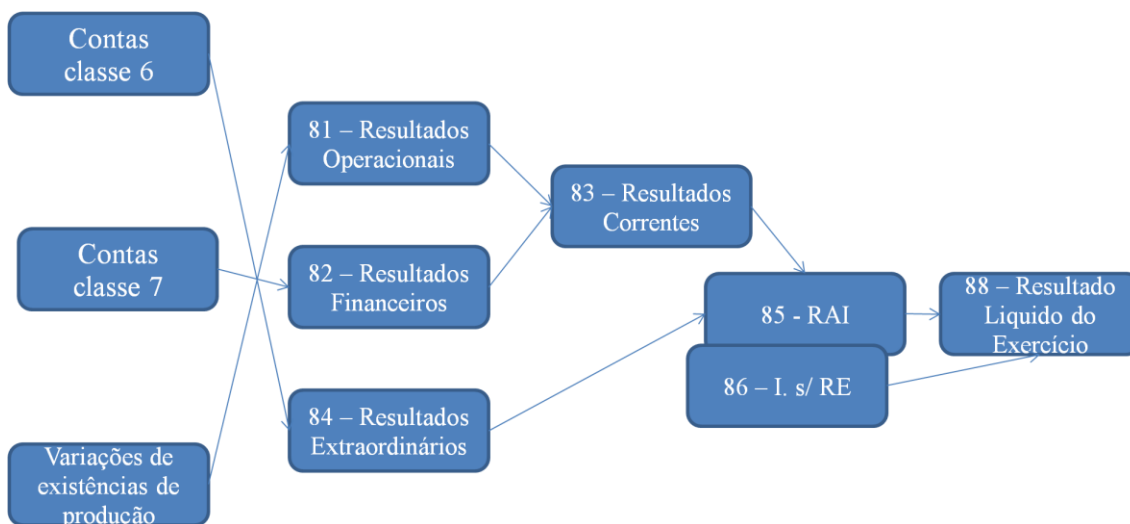 Contas
classe 6
Contas
classe 7
Variações de
existências de
produção
81 – Resultados
Operacionais
82 – Resultados
Financeiros
84 – Resultados
Extraordinários
83 – Resultados
Correntes
85 - RAI
86 – I. s/ RE
88 – Resultado
Liquido do
Exercício